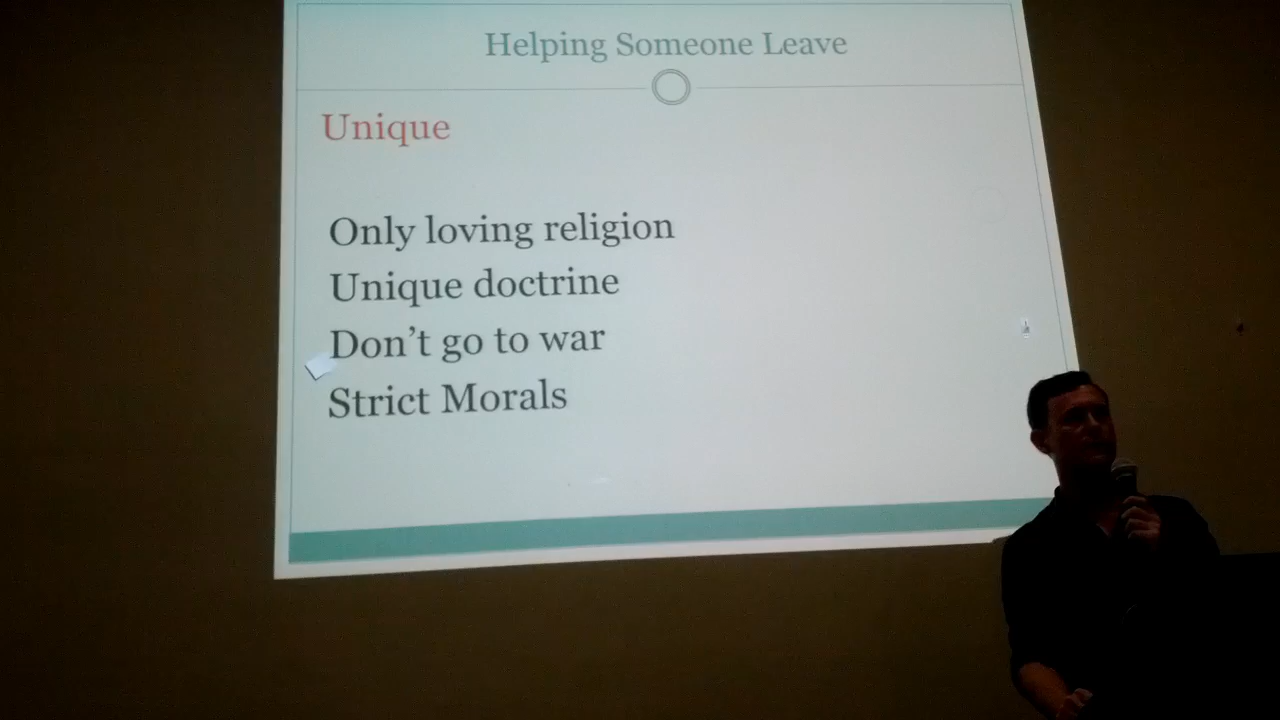 Helping Someone Leave
Unique
Only loving religion
Unique doctrine
Don’t go to war
Strict Morals